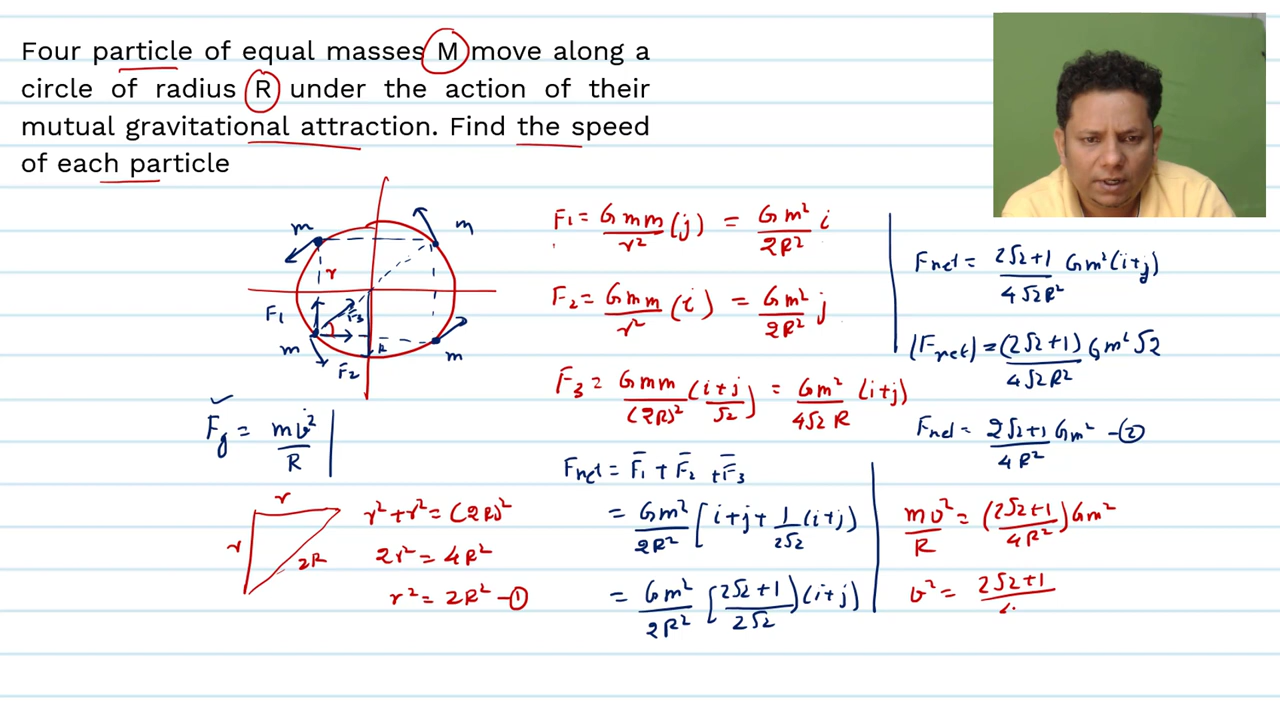 Four particle of equal masses M move along a
circle of radius R under the action of their
mutual gravitational attraction. Find the speed
of each particle
m
m
r
F1
F3
m
R
F2
m
F̄g = mv²/R
r
r
2R
r² + r² = (2R)²
2r² = 4R²
r² = 2R² - ①
F1 = Gmm/r² (j) = Gm²/2R² i
F2 = Gmm/r² (i) = Gm²/2R² j
F̄3 = Gmm/(2R)² (i+j/√2) = Gm²/4√2 R (i+j)
Fnet = F̄1 + F̄2 + F̄3
= Gm²/2R² [i+j+ 1/2√2 (i+j)
= Gm²/2R² [2√2+1/2√2) (i+j)
Fnet = 2√2+1/4√2R² Gm² (i+j)
|Fnet| = (2√2+1)/4√2R² Gm² √2
Fnet = 2√2+1/4R² Gm² - ②
mv²/R = (2√2+1/4R²) Gm²
v² = 2√2+1/